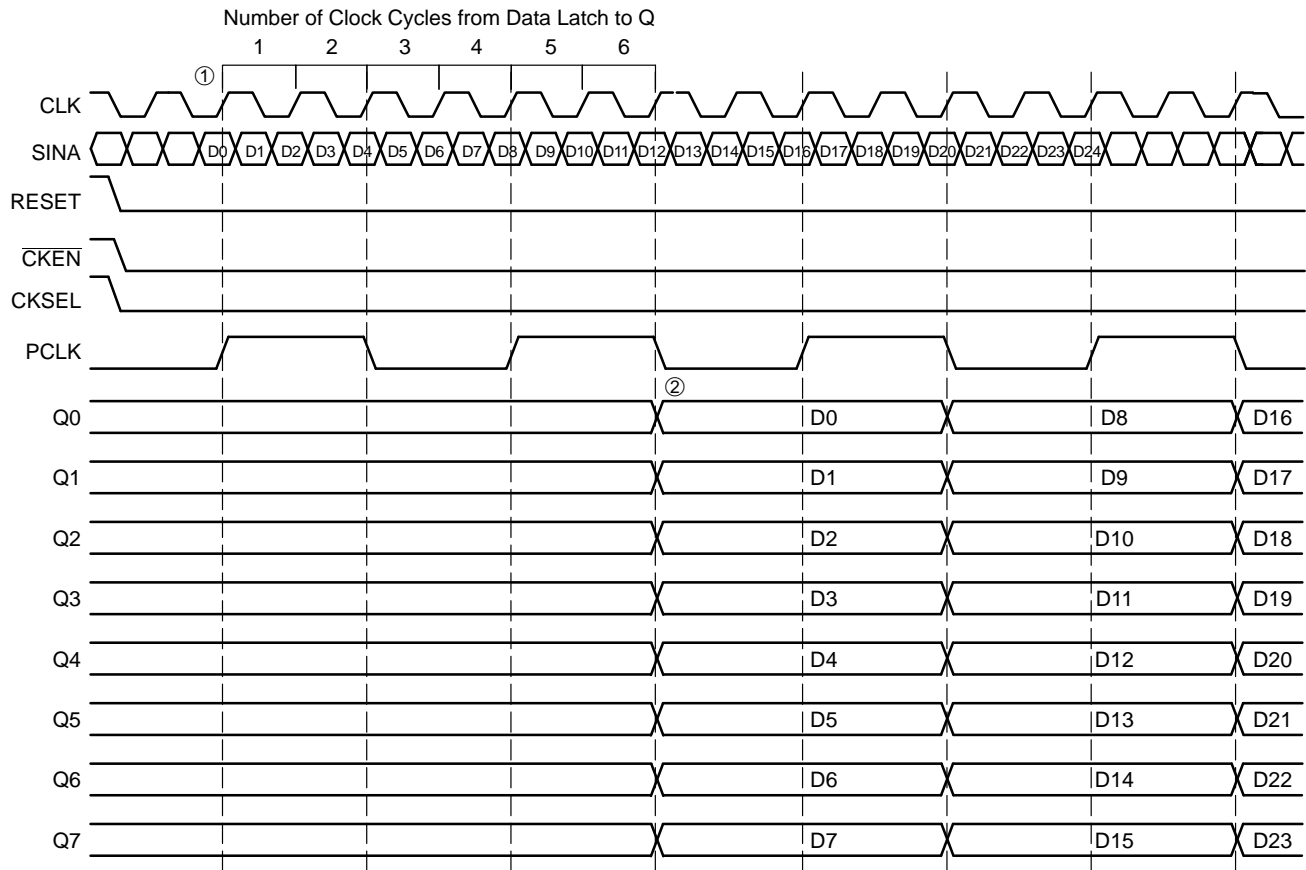 Number of Clock Cycles from Data Latch to Q
1 2 3 4 5 6
①
CLK
SINA D0 D1 D2 D3 D4 D5 D6 D7 D8 D9 D10 D11 D12 D13 D14 D15 D16 D17 D18 D19 D20 D21 D22 D23 D24
RESET
CKEN
CKSEL
PCLK
②
Q0 D0 D8 D16
Q1 D1 D9 D17
Q2 D2 D10 D18
Q3 D3 D11 D19
Q4 D4 D12 D20
Q5 D5 D13 D21
Q6 D6 D14 D22
Q7 D7 D15 D23